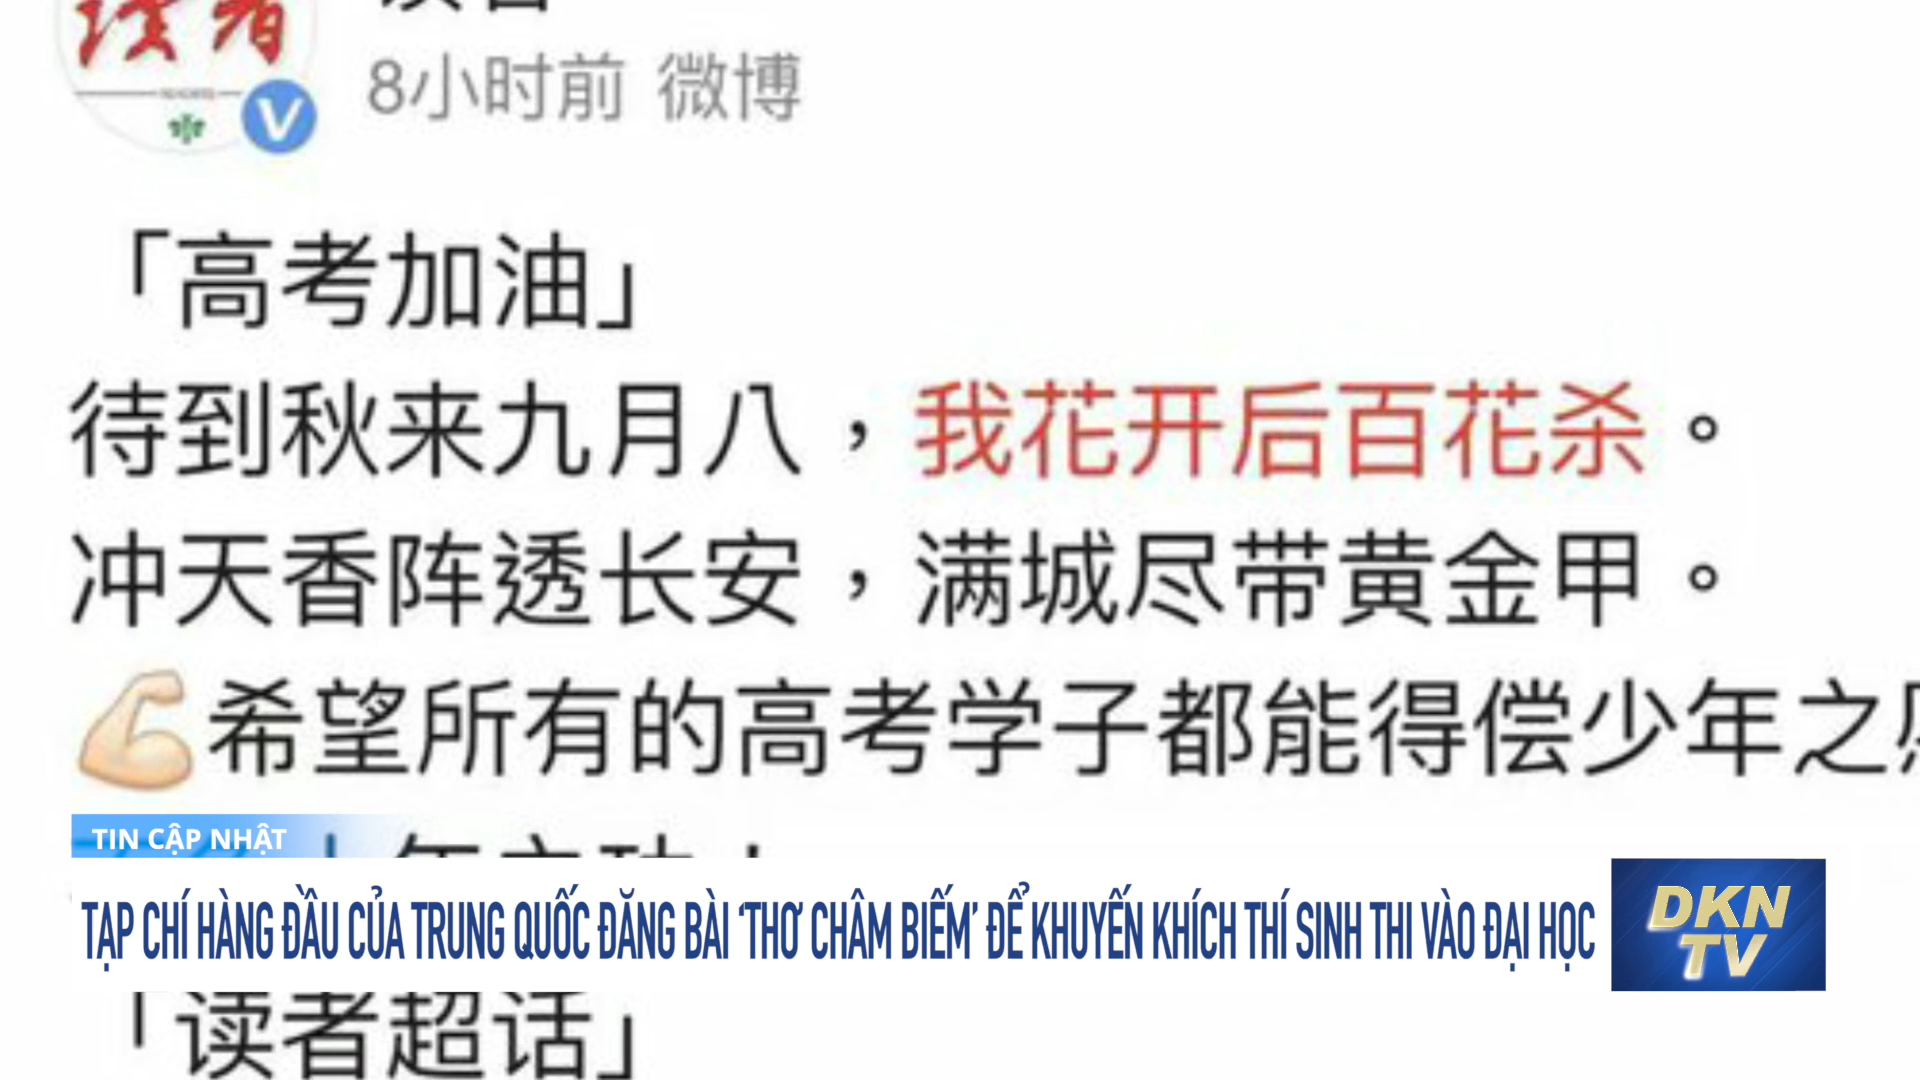 读者
读者
8小时前 微博
「高考加油」
待到秋来九月八，我花开后百花杀。
冲天香阵透长安，满城尽带黄金甲。
希望所有的高考学子都能得偿少年之
TIN CẬP NHẬT
TẠP CHÍ HÀNG ĐẦU CỦA TRUNG QUỐC ĐĂNG BÀI ‘THƠ CHÂM BIẾM’ ĐỂ KHUYẾN KHÍCH THÍ SINH THI VÀO ĐẠI HỌC
DKN
TV
「读者超话」